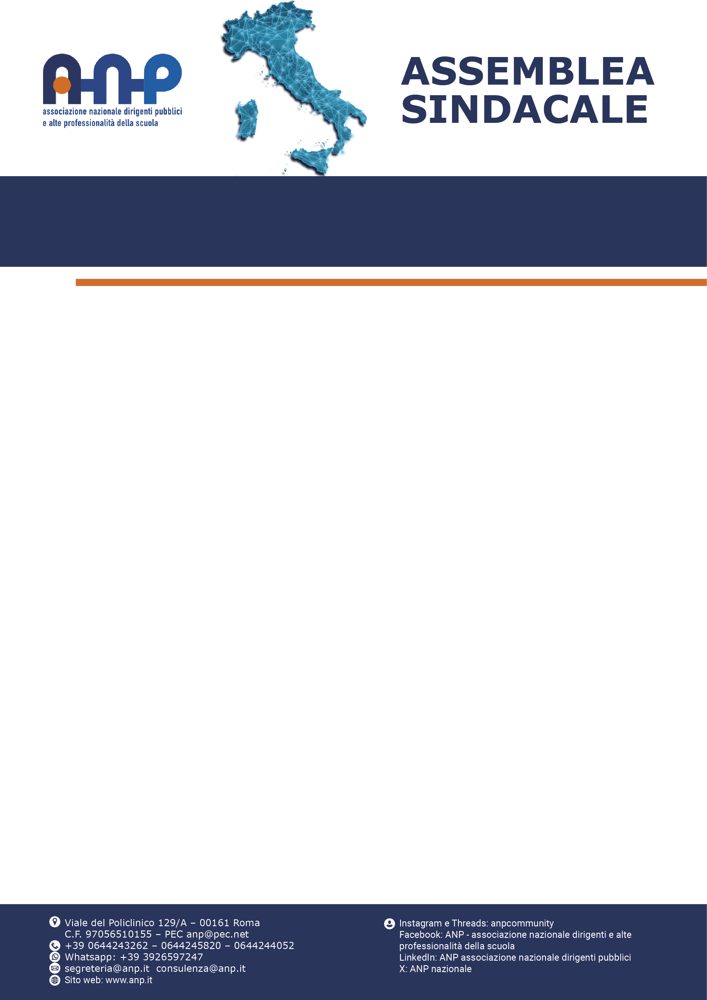 A-N-P
associazione nazionale dirigenti pubblici
e alte professionalità della scuola
ASSEMBLEA
SINDACALE
Viale del Policlinico 129/A – 00161 Roma
C.F. 97056510155 – PEC anp@pec.net
+39 0644243262 – 0644245820 – 0644244052
Whatsapp: +39 3926597247
segreteria@anp.it consulenza@anp.it
Sito web: www.anp.it
Instagram e Threads: anpcommunity
Facebook: ANP - associazione nazionale dirigenti e alte
professionalità della scuola
LinkedIn: ANP associazione nazionale dirigenti pubblici
X: ANP nazionale